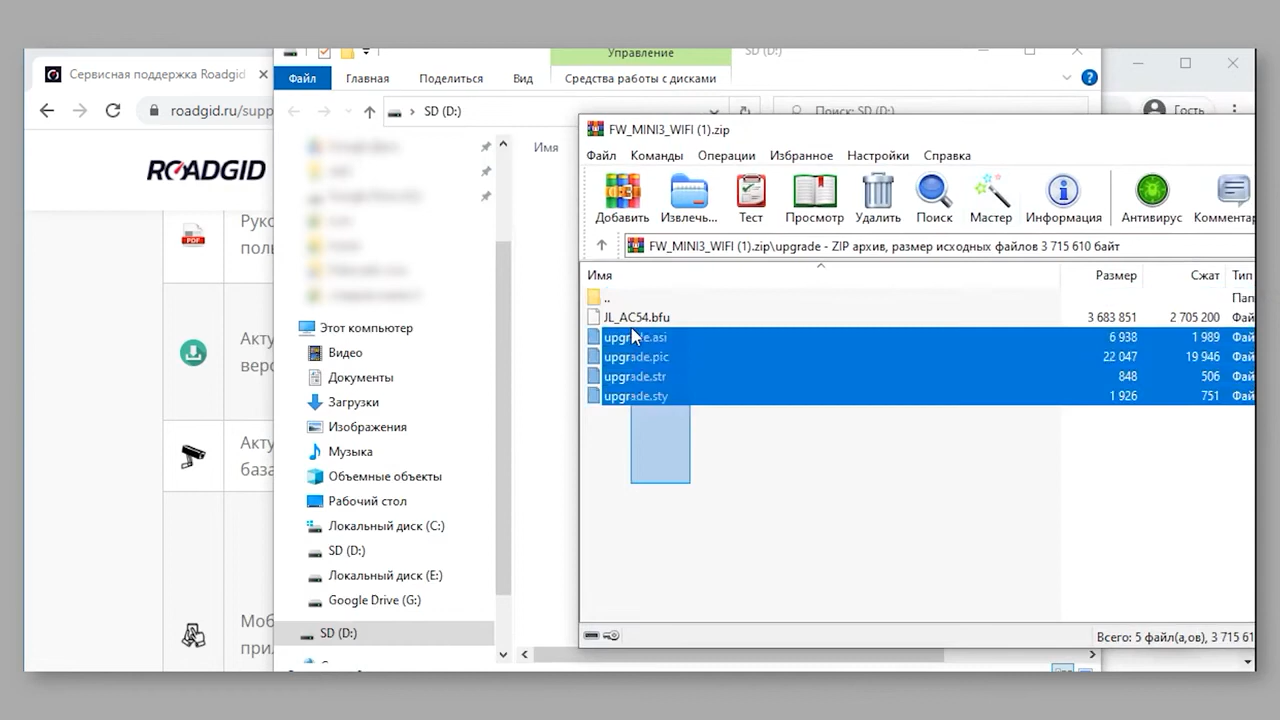 Управление
SD (D:)
Сервисная поддержка Roadgid
Файл
Главная
Поделиться
Вид
Средства работы с дисками
roadgid.ru/supp
SD (D:)
Поиск: SD (D:)
Гость
ROADGID
Имя
FW_MINI3_WIFI (1).zip
Файл
Команды
Операции
Избранное
Настройки
Справка
Добавить
Извлечь...
Тест
Просмотр
Удалить
Поиск
Мастер
Информация
Антивирус
Комментар
FW_MINI3_WIFI (1).zip\upgrade - ZIP архив, размер исходных файлов 3 715 610 байт
Имя
Размер
Сжат
Тип
..
Пап
JL_AC54.bfu
3 683 851
2 705 200
Фай
upgrade.asi
6 938
1 989
Фай
upgrade.pic
22 047
19 946
Фай
upgrade.str
848
506
Фай
upgrade.sty
1 926
751
Фай
Всего: 5 файл(а,ов), 3 715 61
PDF
Руко
поль
Акту
верс
Акту
база
Моб
прил
Этот компьютер
Видео
Документы
Загрузки
Изображения
Музыка
Объемные объекты
Рабочий стол
Локальный диск (C:)
SD (D:)
Локальный диск (E:)
Google Drive (G:)
SD (D:)